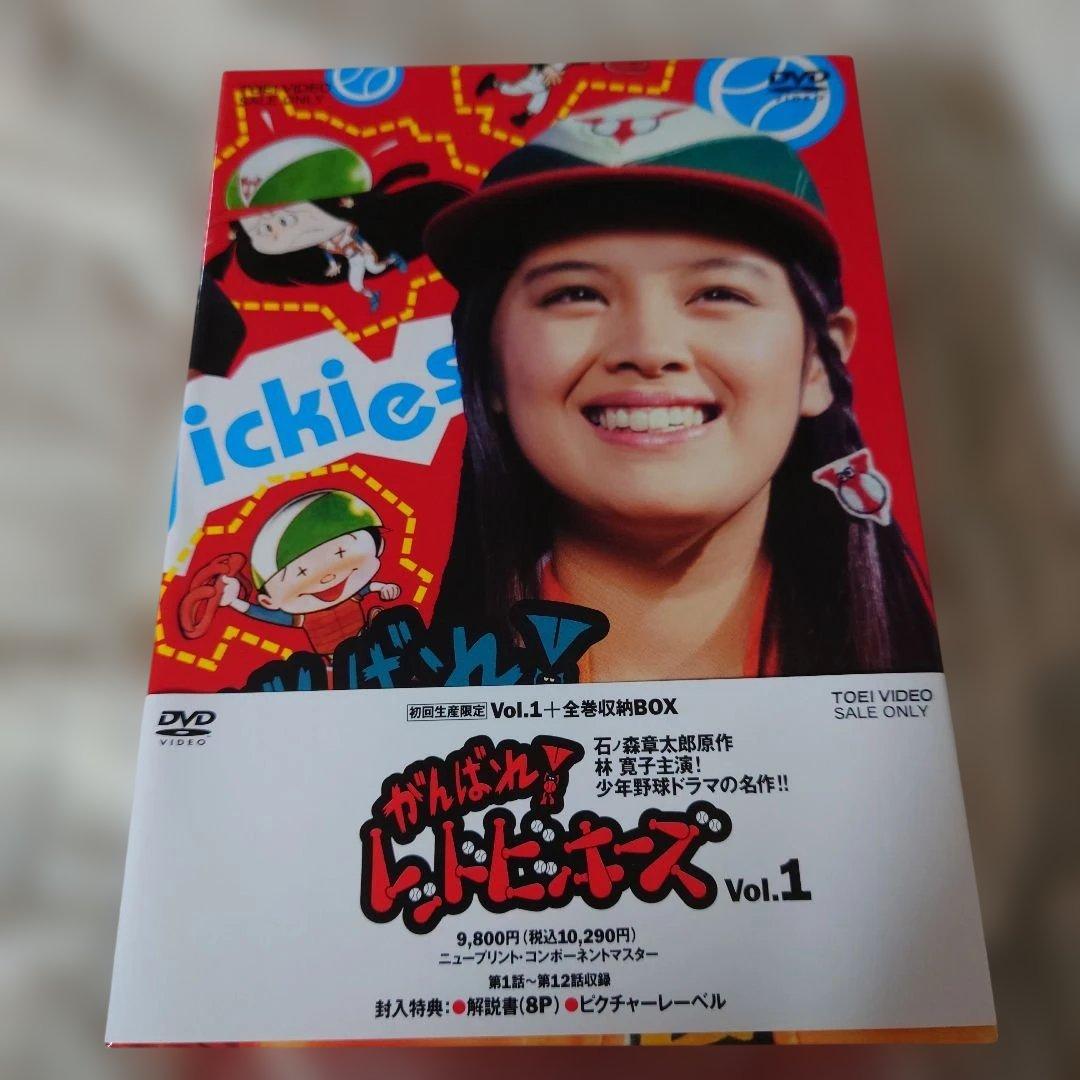 TOEI VIDEO
SALE ONLY
DVD
VIDEO
ickies
がんばれ!
初回生産限定 Vol.1+全巻収納BOX
TOEI VIDEO
SALE ONLY
DVD
VIDEO
石ノ森章太郎原作
林 寛子主演!
少年野球ドラマの名作!!
がんばれ!
レッドビッキーズ Vol.1
9,800円(税込10,290円)
ニュープリント・コンポーネントマスター
第1話~第12話収録
封入特典:●解説書(8P) ●ピクチャーレーベル